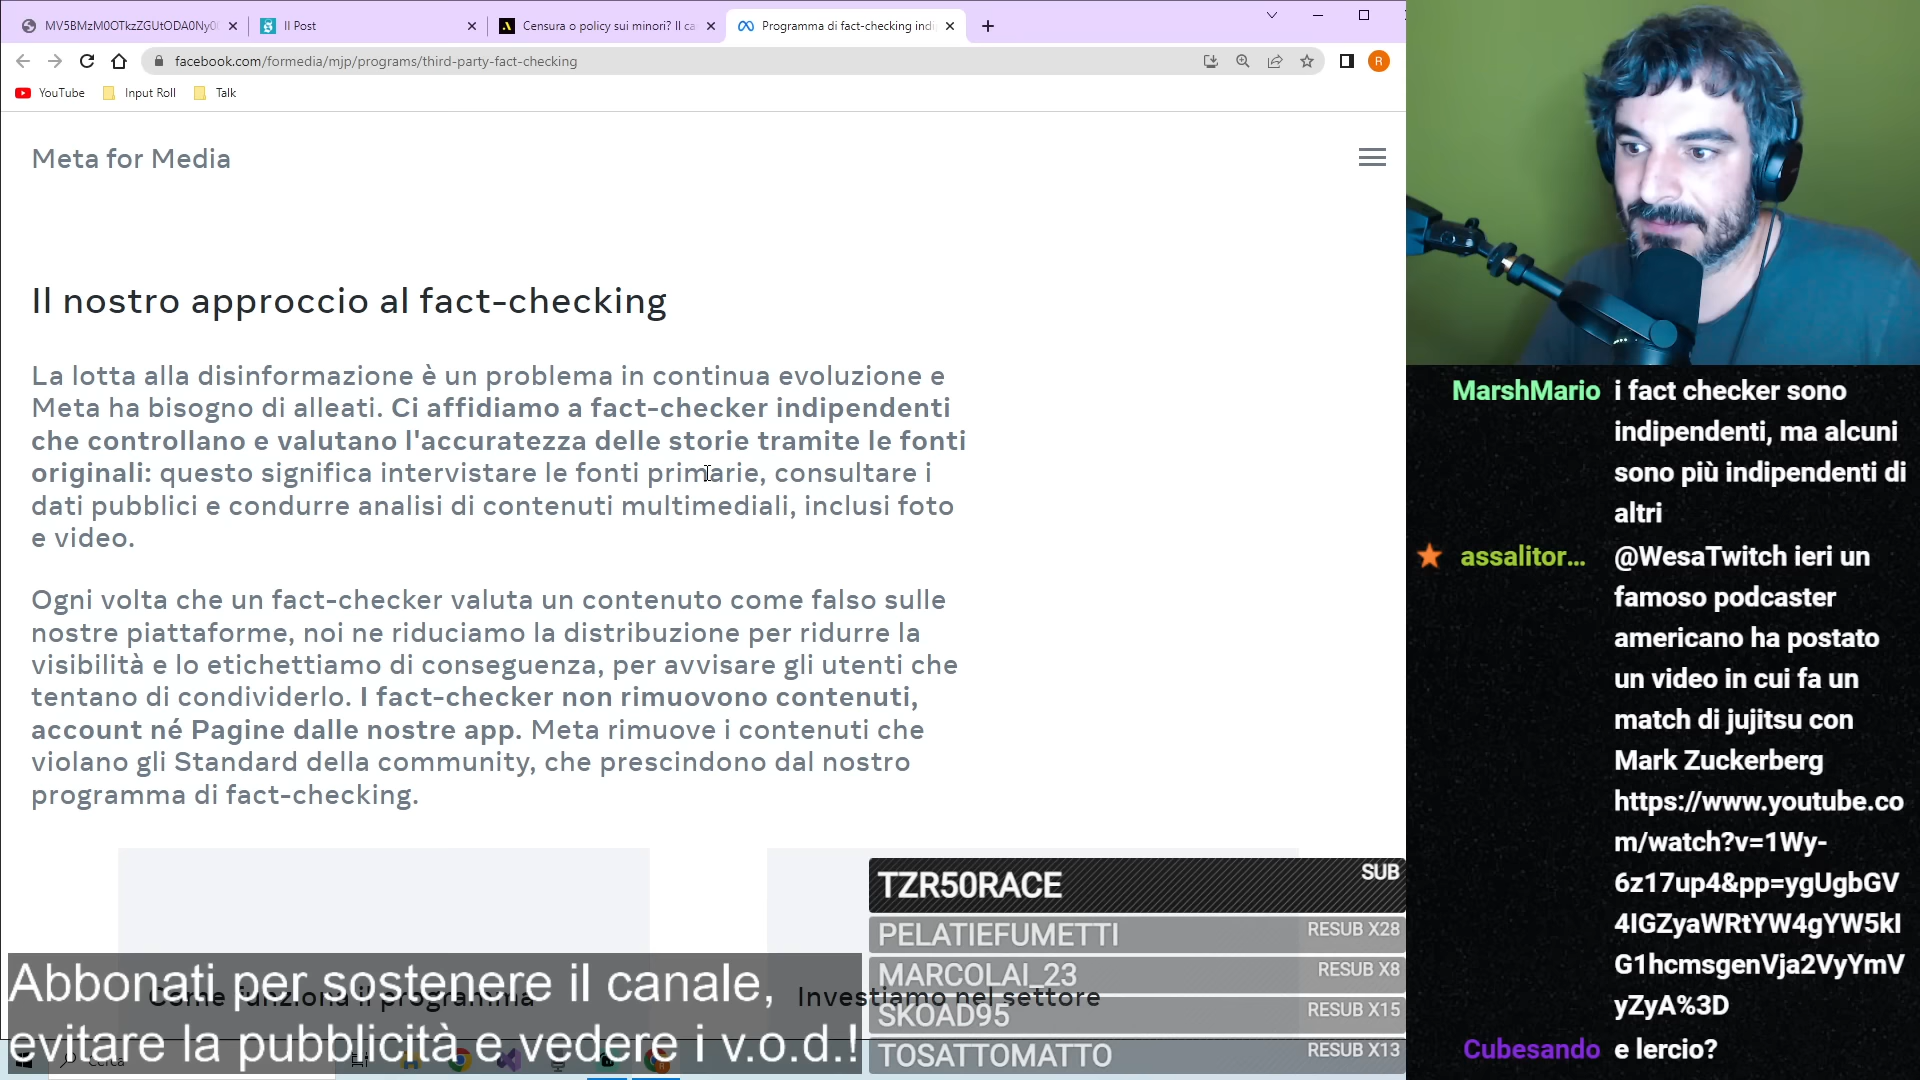 Il Post
Censura o policy sui minori? Il ca
Programma di fact-checking indi
facebook.com/formedia/mjp/programs/third-party-fact-checking
R
YouTube
Input Roll
Talk
Meta for Media
Il nostro approccio al fact-checking
La lotta alla disinformazione è un problema in continua evoluzione e
Meta ha bisogno di alleati. Ci affidiamo a fact-checker indipendenti
che controllano e valutano l'accuratezza delle storie tramite le fonti
originali: questo significa intervistare le fonti primarie, consultare i
dati pubblici e condurre analisi di contenuti multimediali, inclusi foto
e video.
Ogni volta che un fact-checker valuta un contenuto come falso sulle
nostre piattaforme, noi ne riduciamo la distribuzione per ridurre la
visibilità e lo etichettiamo di conseguenza, per avvisare gli utenti che
tentano di condividerlo. I fact-checker non rimuovono contenuti,
account né Pagine dalle nostre app. Meta rimuove i contenuti che
violano gli Standard della community, che prescindono dal nostro
programma di fact-checking.
Come funziona il programma
Investiamo nel settore
Abbonati per sostenere il canale,
evitare la pubblicità e vedere i v.o.d.!
Cerca
TZR50RACE SUB
PELATIEFUMETTI RESUB X28
MARCOLAI_23 RESUB X8
SKOAD95 RESUB X15
TOSATTOMATTO RESUB X13
MarshMario i fact checker sono
indipendenti, ma alcuni
sono più indipendenti di
altri
assalitor... @WesaTwitch ieri un
famoso podcaster
americano ha postato
un video in cui fa un
match di jujitsu con
Mark Zuckerberg
https://www.youtube.co
m/watch?v=1Wy-
6z17up4&pp=ygUgbGV
4IGZyaWRtYW4gYW5kI
G1hcmsgenVja2VyYmV
yZyA%3D
Cubesando e lercio?